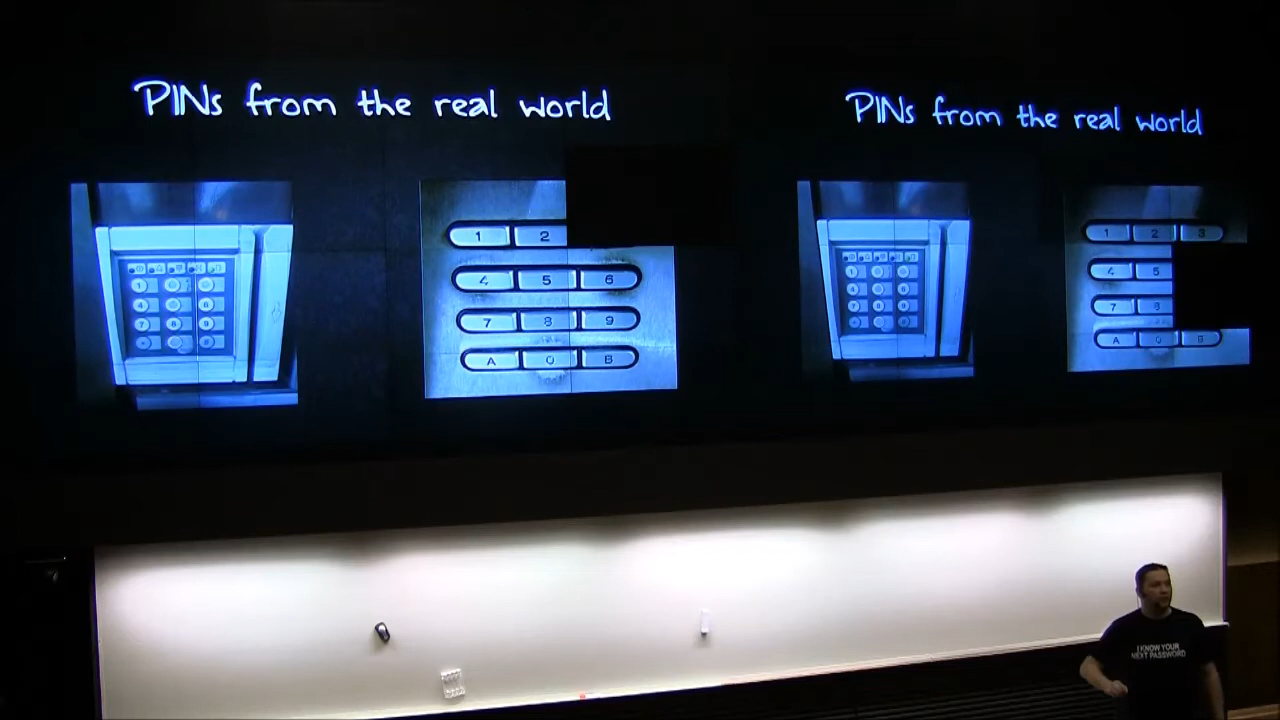 PINs from the real world
PINs from the real world
1 2
4 5 6
7 8 9
A 0 B
1 2 3
4 5
7
A 0 B
I KNOW YOUR
NEXT PASSWORD